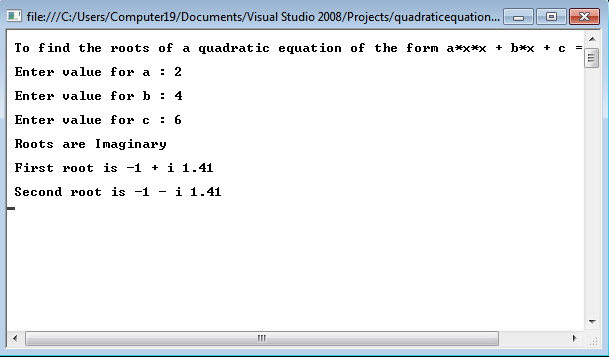 file:///C:/Users/Computer19/Documents/Visual Studio 2008/Projects/quadraticequation...
To find the roots of a quadratic equation of the form a*x*x + b*x + c =
Enter value for a : 2
Enter value for b : 4
Enter value for c : 6
Roots are Imaginary
First root is -1 + i 1.41
Second root is -1 - i 1.41